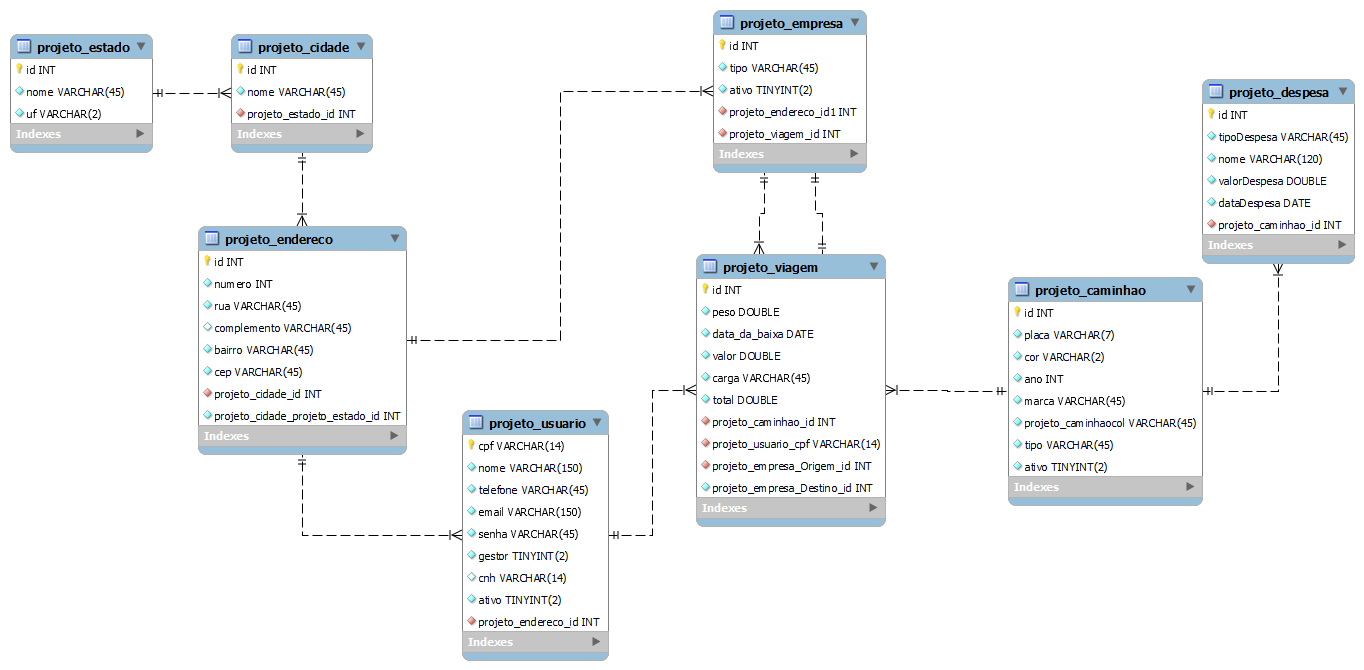 projeto_estado
id INT
nome VARCHAR(45)
uf VARCHAR(2)
Indexes
projeto_cidade
id INT
nome VARCHAR(45)
projeto_estado_id INT
Indexes
projeto_empresa
id INT
tipo VARCHAR(45)
ativo TINYINT(2)
projeto_endereco_id1 INT
projeto_viagem_id INT
Indexes
projeto_despesa
id INT
tipoDespesa VARCHAR(45)
nome VARCHAR(120)
valorDespesa DOUBLE
dataDespesa DATE
projeto_caminhao_id INT
Indexes
projeto_endereco
id INT
numero INT
rua VARCHAR(45)
complemento VARCHAR(45)
bairro VARCHAR(45)
cep VARCHAR(45)
projeto_cidade_id INT
projeto_cidade_projeto_estado_id INT
Indexes
projeto_viagem
id INT
peso DOUBLE
data_da_baixa DATE
valor DOUBLE
carga VARCHAR(45)
total DOUBLE
projeto_caminhao_id INT
projeto_usuario_cpf VARCHAR(14)
projeto_empresa_Origem_id INT
projeto_empresa_Destino_id INT
Indexes
projeto_caminhao
id INT
placa VARCHAR(7)
cor VARCHAR(2)
ano INT
marca VARCHAR(45)
projeto_caminhaocol VARCHAR(45)
tipo VARCHAR(45)
ativo TINYINT(2)
Indexes
projeto_usuario
cpf VARCHAR(14)
nome VARCHAR(150)
telefone VARCHAR(45)
email VARCHAR(150)
senha VARCHAR(45)
gestor TINYINT(2)
cnh VARCHAR(14)
ativo TINYINT(2)
projeto_endereco_id INT
Indexes